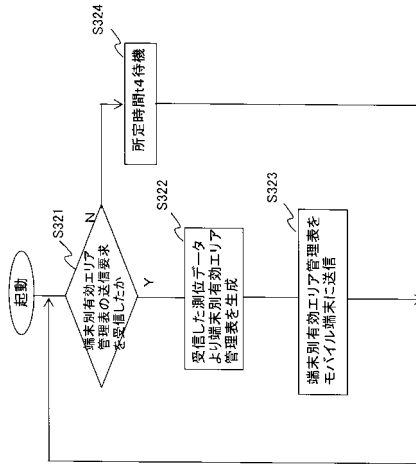 起動
S321
端末別有効エリア
管理表の送信要求
を受信したか
N
Y
S324
所定時間t4待機
S322
受信した測位データ
より端末別有効エリア
管理表を生成
S323
端末別有効エリア管理表を
モバイル端末に送信